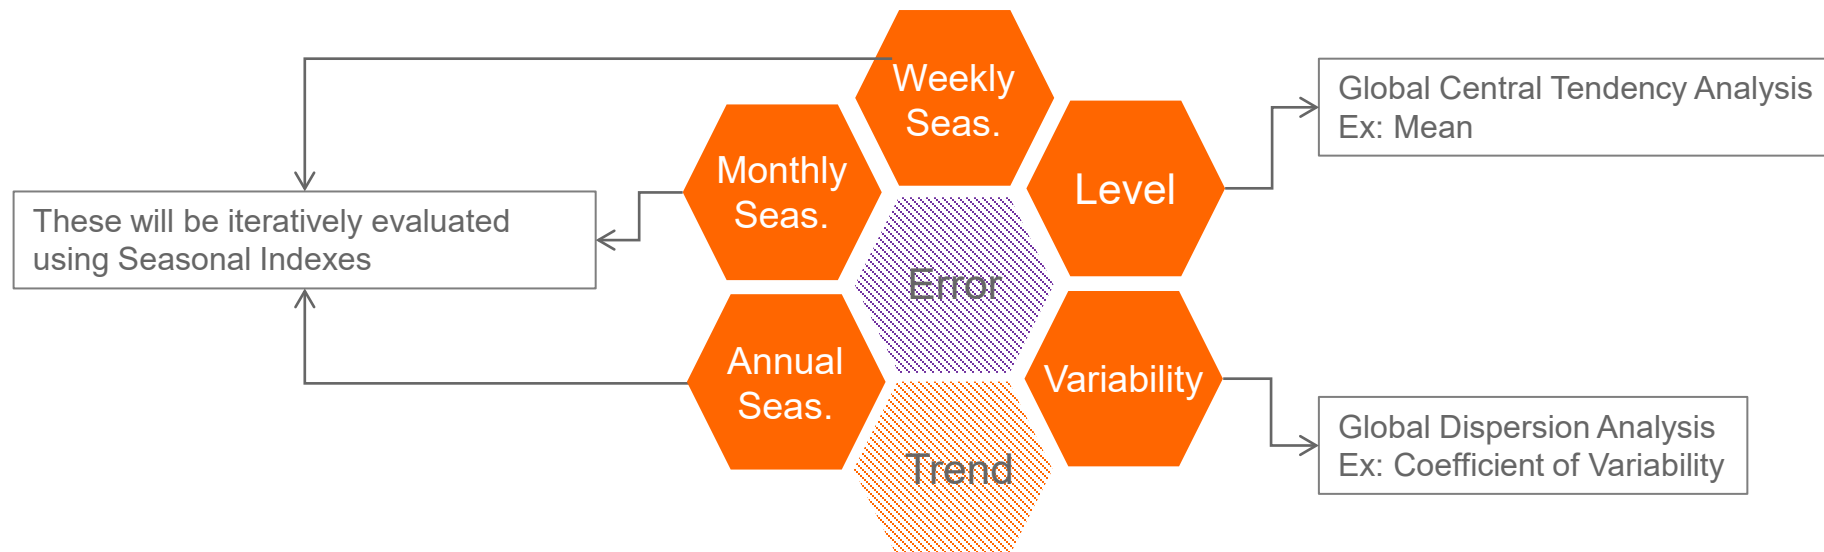 Weekly
Seas.
Global Central Tendency Analysis
Ex: Mean
Monthly
Seas.
Level
These will be iteratively evaluated
using Seasonal Indexes
Error
Annual
Seas.
Variability
Global Dispersion Analysis
Ex: Coefficient of Variability
Trend